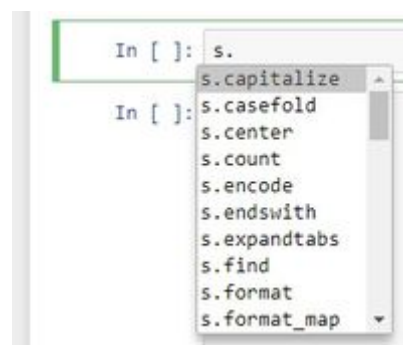 In [ ]: s.
s.capitalize
s.casefold
In [ ]:
s.center
s.count
s.encode
s.endswith
s.expandtabs
s.find
s.format
s.format_map